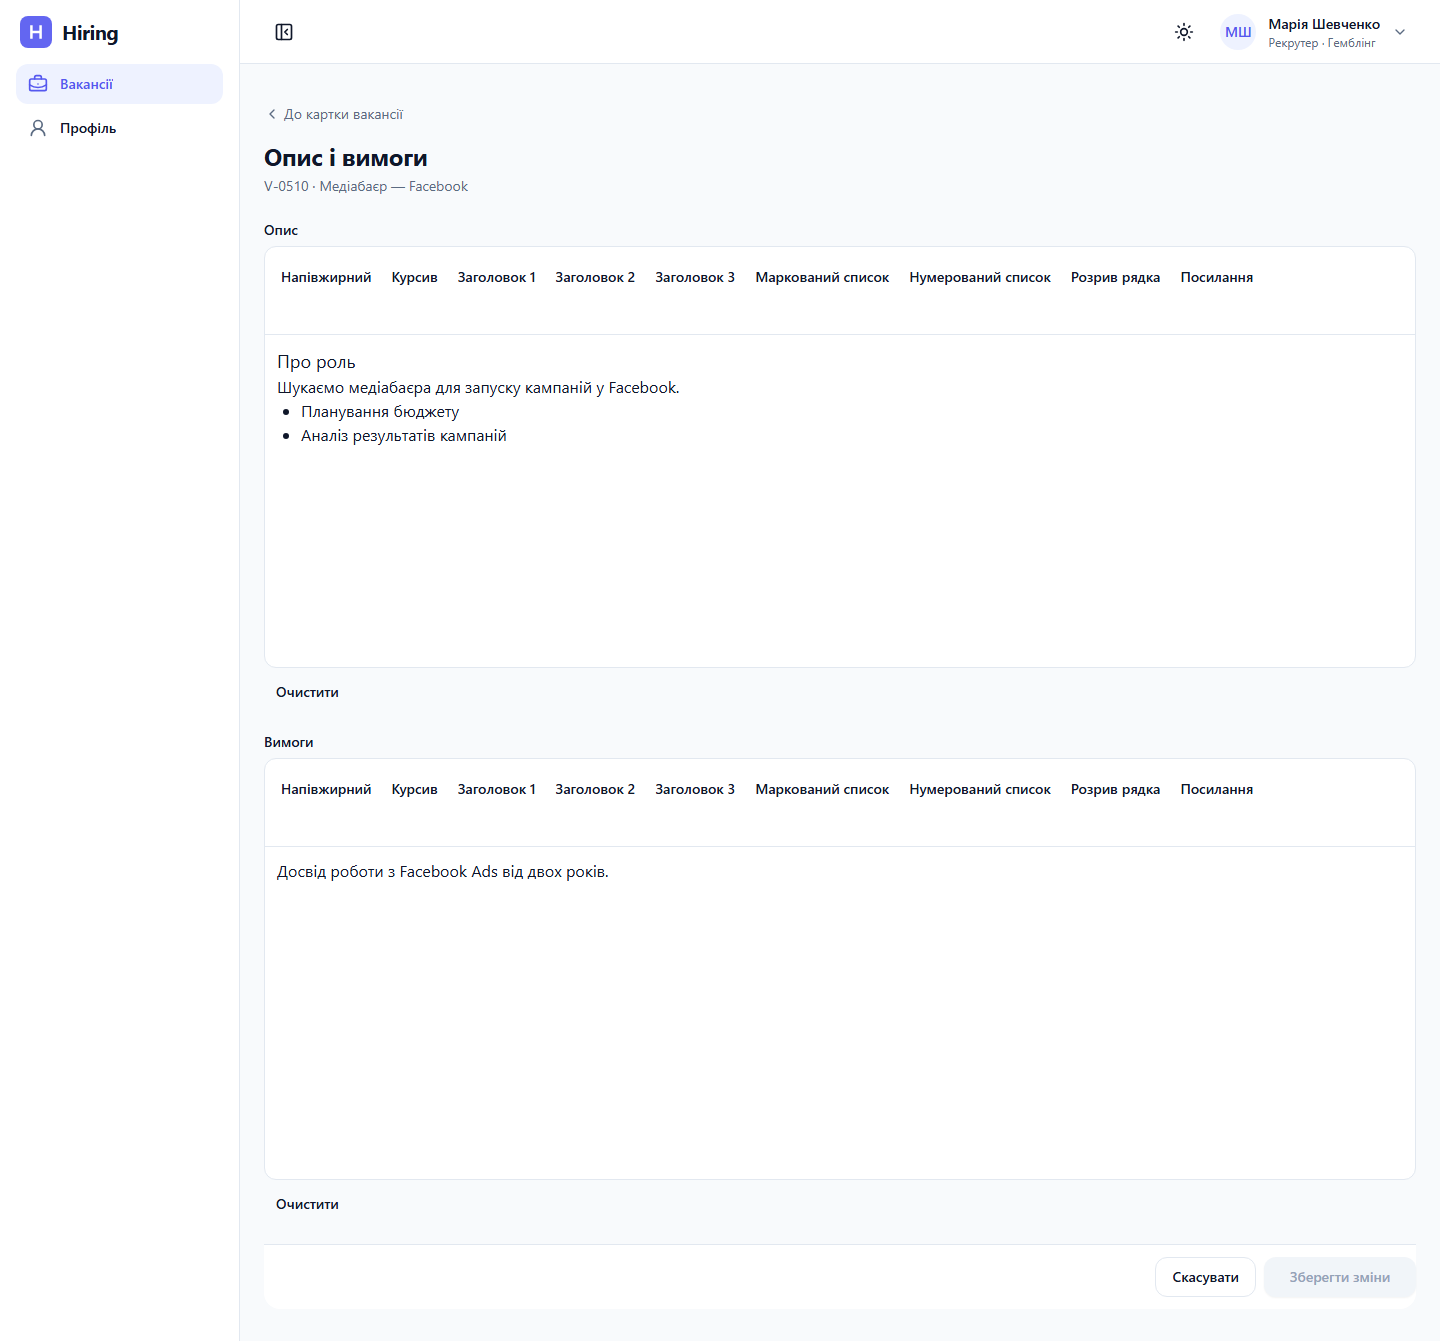 H Hiring
Вакансії
Профіль
МШ
Марія Шевченко
Рекрутер · Гемблінг
До картки вакансії
Опис і вимоги
V-0510 · Медіабаєр — Facebook
Опис
Напівжирний Курсив Заголовок 1 Заголовок 2 Заголовок 3 Маркований список Нумерований список Розрив рядка Посилання
Про роль
Шукаємо медіабаєра для запуску кампаній у Facebook.
Планування бюджету
Аналіз результатів кампаній
Очистити
Вимоги
Напівжирний Курсив Заголовок 1 Заголовок 2 Заголовок 3 Маркований список Нумерований список Розрив рядка Посилання
Досвід роботи з Facebook Ads від двох років.
Очистити
Скасувати Зберегти зміни